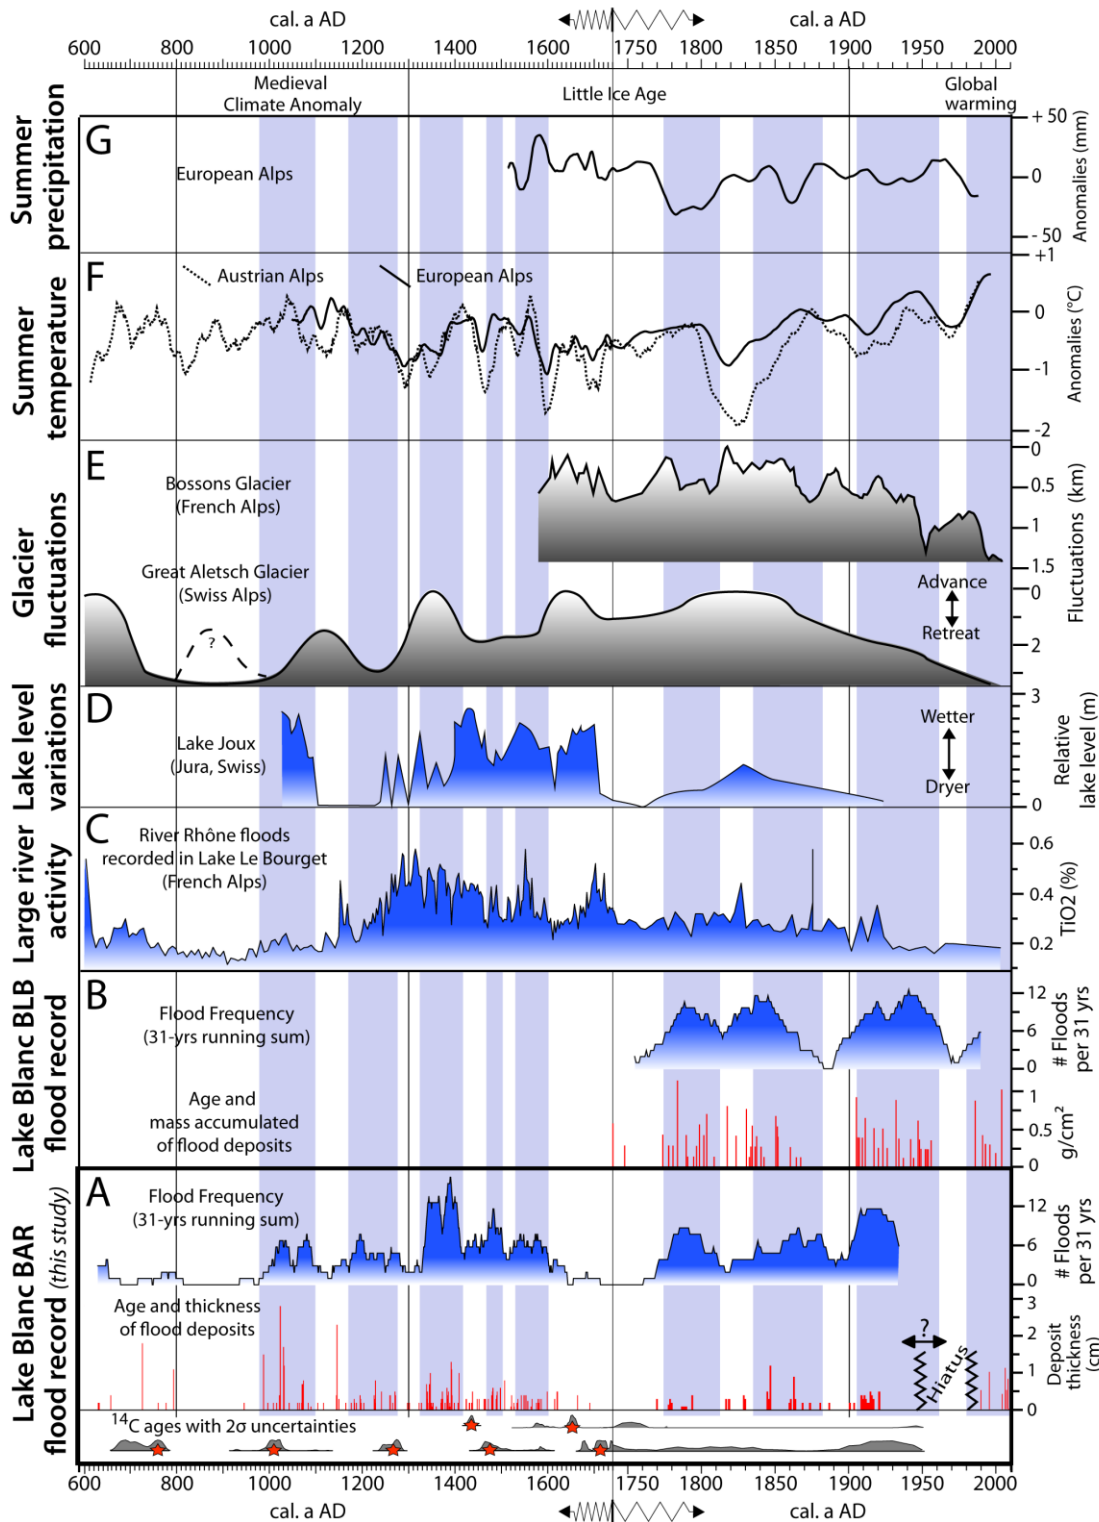 cal. a AD
cal. a AD
600 800 1000 1200 1400 1600 1750 1800 1850 1900 1950 2000
Medieval
Climate Anomaly
Little Ice Age
Global
warming
Summer
precipitation
G
European Alps
+ 50
0
- 50
Anomalies (mm)
Summer
temperature
F
Austrian Alps
European Alps
+1
0
-1
-2
Anomalies (°C)
Glacier
fluctuations
E
Bossons Glacier
(French Alps)
0
0.5
1
1.5
Great Aletsch Glacier
(Swiss Alps)
?
Advance
Retreat
0
2
Fluctuations (km)
Lake level
variations
D
Lake Joux
(Jura, Swiss)
Wetter
Dryer
3
0
Relative
lake level (m)
Large river
activity
C
River Rhône floods
recorded in Lake Le Bourget
(French Alps)
0.6
0.4
0.2
TiO2 (%)
Lake Blanc BLB
flood record
B
Flood Frequency
(31-yrs running sum)
12
6
0
# Floods
per 31 yrs
Age and
mass accumulated
of flood deposits
1
0.5
0
g/cm²
Lake Blanc BAR
flood record (this study)
A
Flood Frequency
(31-yrs running sum)
12
6
0
# Floods
per 31 yrs
Age and thickness
of flood deposits
?
Hiatus
3
2
1
0
Deposit
thickness
(cm)
¹⁴C ages with 2σ uncertainties
600 800 1000 1200 1400 1600 1750 1800 1850 1900 1950 2000
cal. a AD
cal. a AD